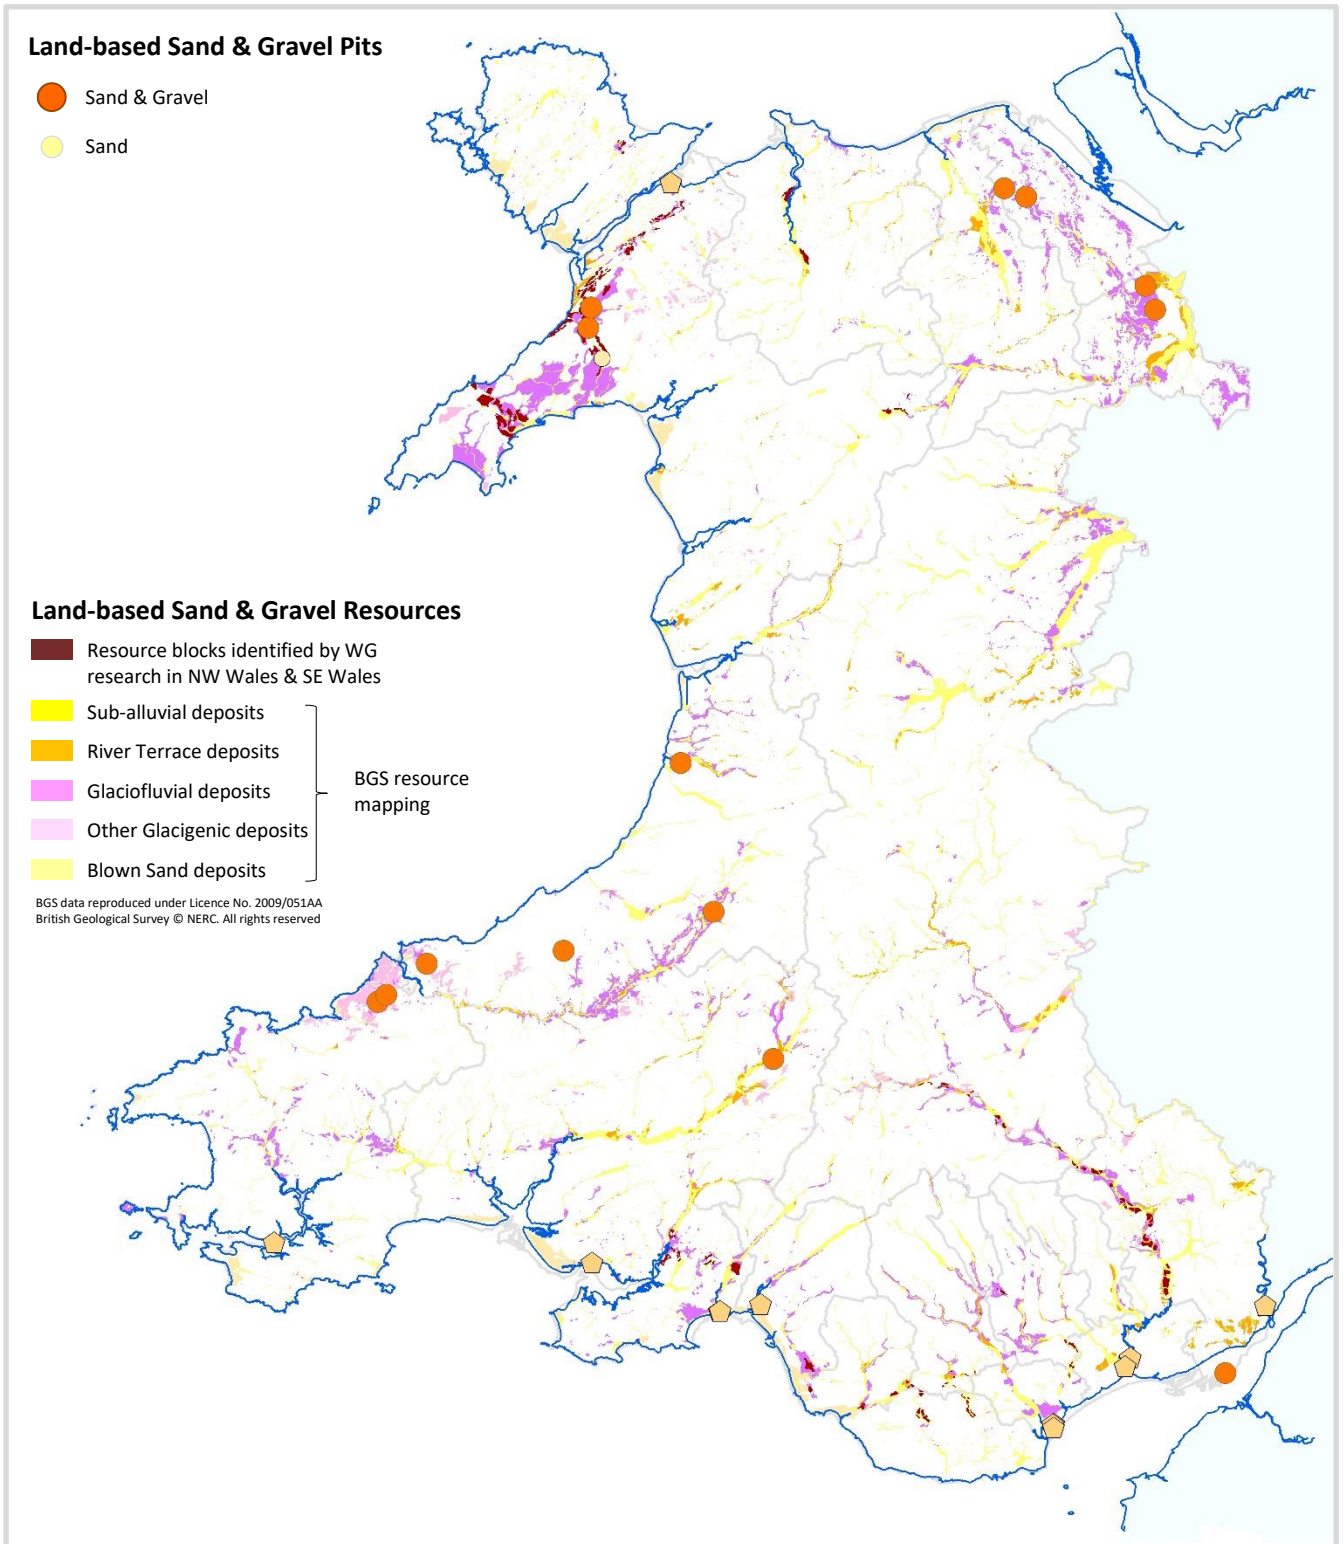 Land-based Sand & Gravel Pits
Sand & Gravel
Sand
Land-based Sand & Gravel Resources
Resource blocks identified by WG
research in NW Wales & SE Wales
Sub-alluvial deposits
River Terrace deposits
Glaciofluvial deposits
Other Glacigenic deposits
Blown Sand deposits
BGS resource
mapping
BGS data reproduced under Licence No. 2009/051AA
British Geological Survey © NERC. All rights reserved